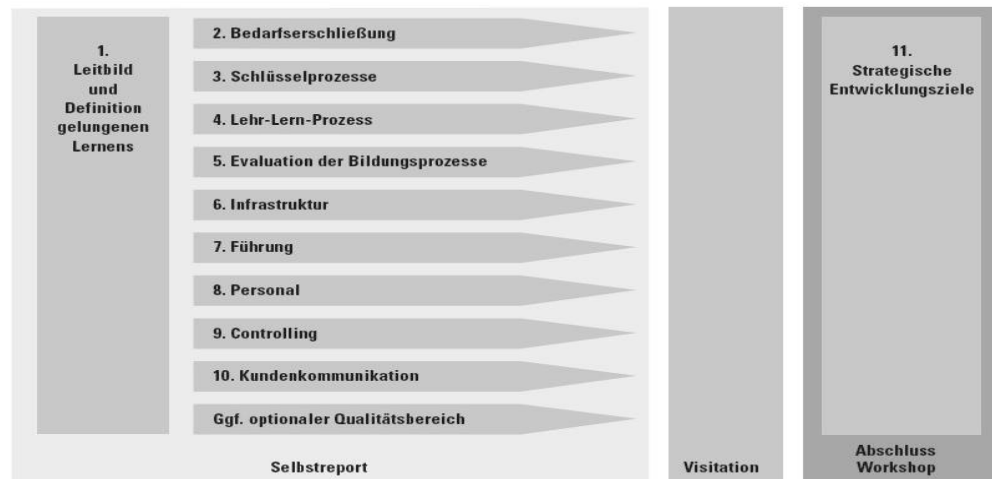 1.
Leitbild
und
Definition
gelungenen
Lernens
2. Bedarfserschließung
3. Schlüsselprozesse
4. Lehr-Lern-Prozess
5. Evaluation der Bildungsprozesse
6. Infrastruktur
7. Führung
8. Personal
9. Controlling
10. Kundenkommunikation
Ggf. optionaler Qualitätsbereich
Selbstreport
Visitation
11.
Strategische
Entwicklungsziele
Abschluss
Workshop